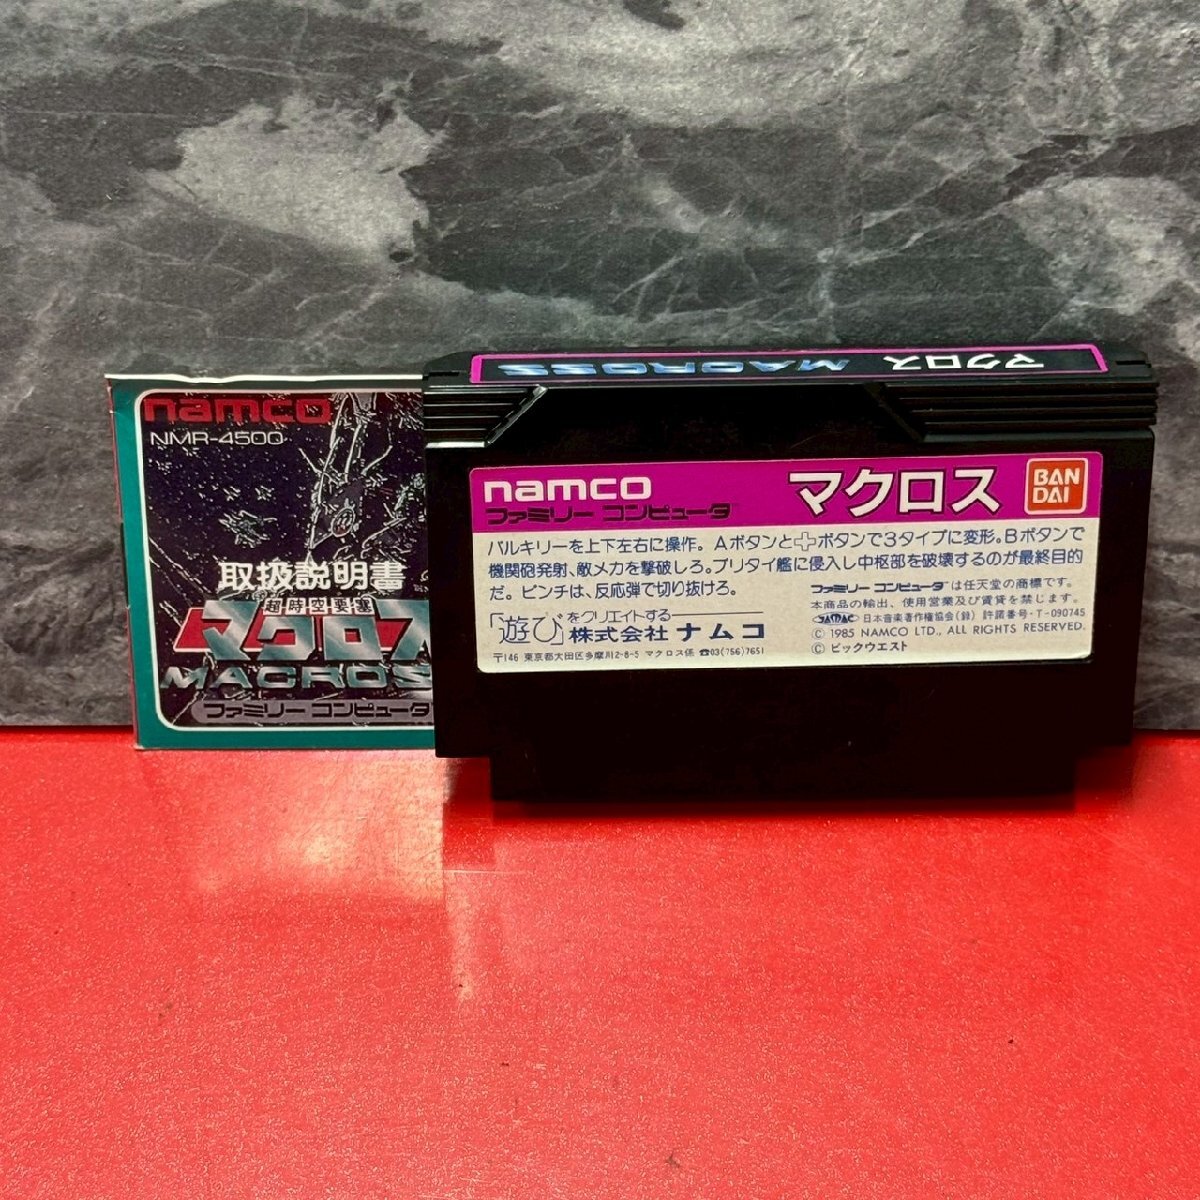 マクロス MACROSS
namco
NMR-4500
取扱説明書
超時空要塞
マクロス
MACROSS
ファミリー コンピュータ
namco
ファミリー コンピュータ™
マクロス
BAN
DAI
バルキリーを上下左右に操作。Aボタンと✚ボタンで3タイプに変形。Bボタンで
機関砲発射、敵メカを撃破しろ。ブリタイ艦に侵入し中枢部を破壊するのが最終目的
だ。ピンチは、反応弾で切り抜けろ。
「遊び」をクリエイトする
株式会社 ナムコ
〒146 東京都大田区多摩川2-8-5 マクロス係 ☎03(756)7651
ファミリー コンピュータ™は任天堂の商標です。
本商品の輸出、使用営業及び賃貸を禁じます。
日本音楽著作権協会(録) 許諾番号・T-090745
© 1985 NAMCO LTD., ALL RIGHTS RESERVED.
© ビックウエスト